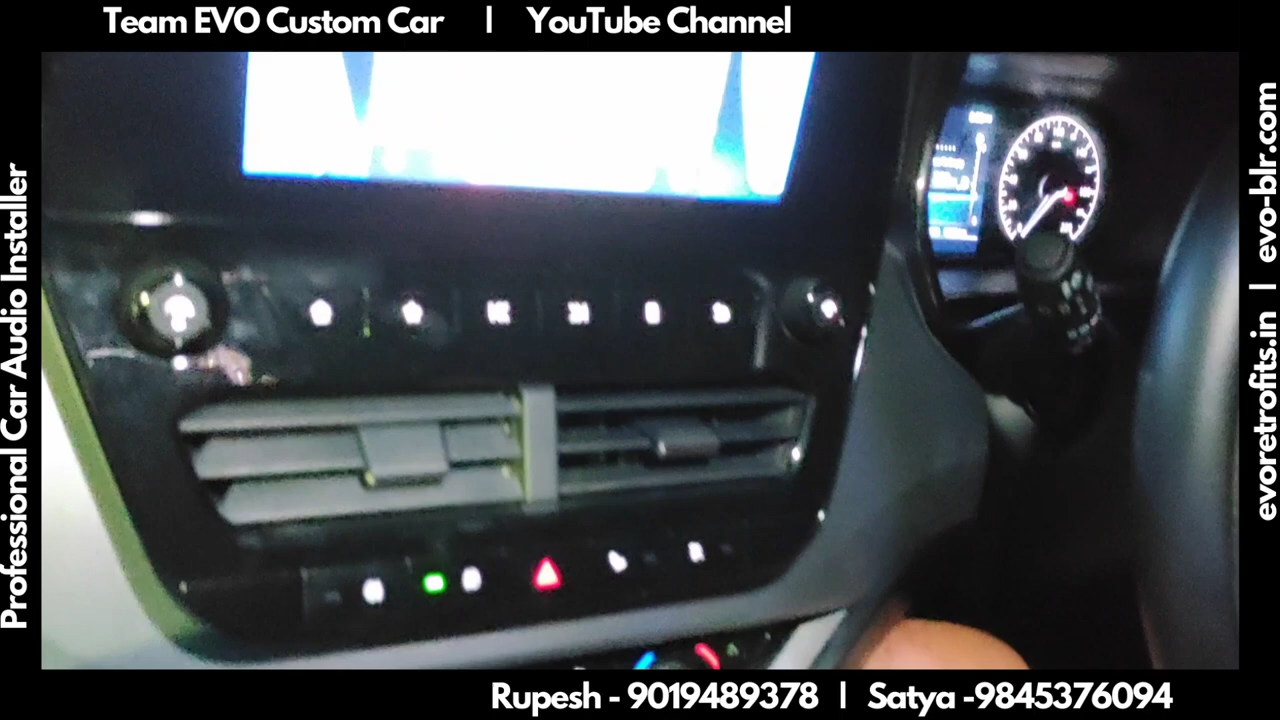 Team EVO Custom Car | YouTube Channel
Professional Car Audio Installer
evoretrofits.in | evo-blr.com
Rupesh - 9019489378 | Satya -9845376094